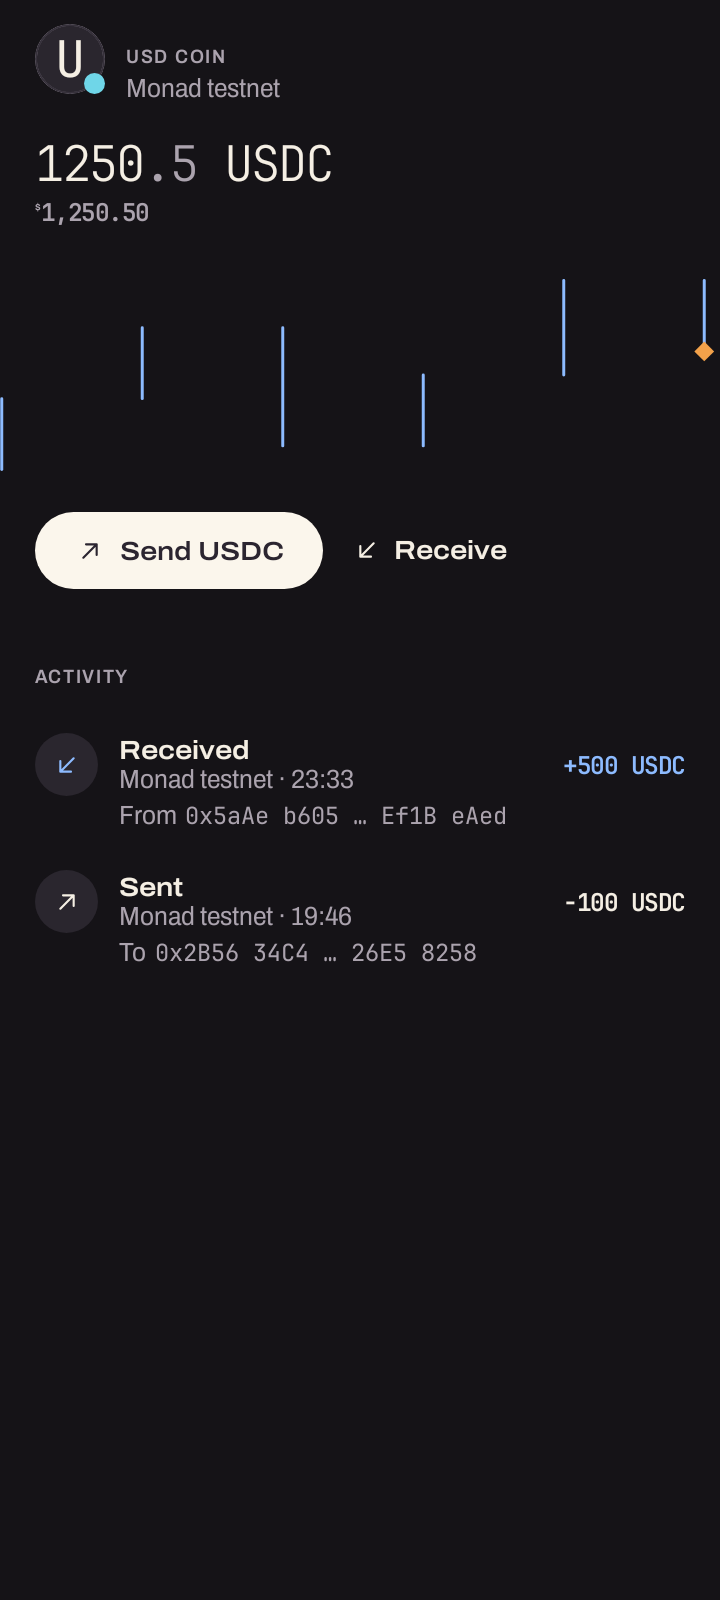 U
USD COIN
Monad testnet
1250.5 USDC
$1,250.50
Send USDC
Receive
ACTIVITY
Received
Monad testnet · 23:33
From 0x5aAe b605 … Ef1B eAed
+500 USDC
Sent
Monad testnet · 19:46
To 0x2B56 34C4 … 26E5 8258
-100 USDC